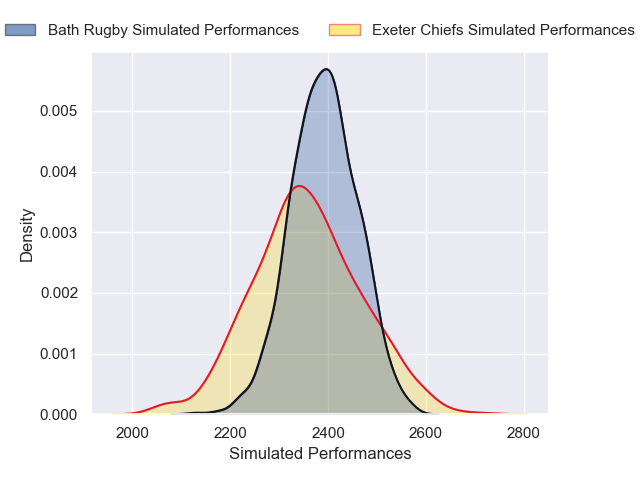 Bath Rugby Simulated Performances Exeter Chiefs Simulated Performances
0.005
0.004
0.003
0.002
0.001
0.000
Density
2000 2200 2400 2600 2800
Simulated Performances